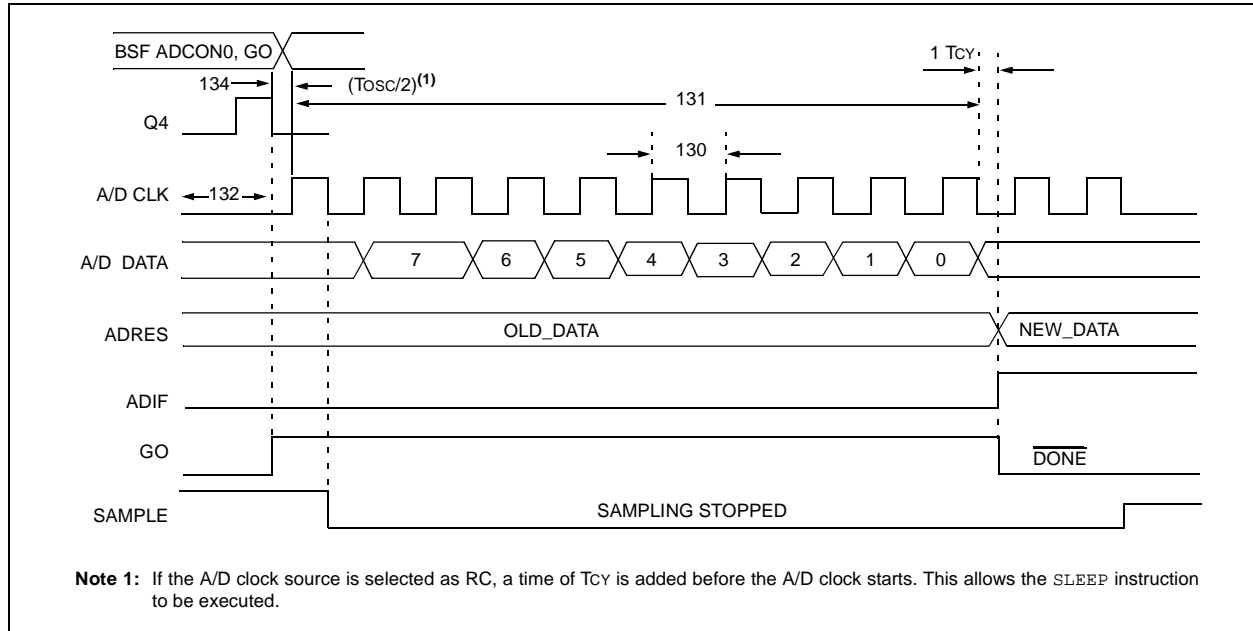 BSF ADCON0, GO
1 TCY
134
(TOSC/2)(1)
131
Q4
130
A/D CLK
132
A/D DATA
7 6 5 4 3 2 1 0
ADRES
OLD_DATA
NEW_DATA
ADIF
GO
DONE
SAMPLE
SAMPLING STOPPED
Note 1: If the A/D clock source is selected as RC, a time of TCY is added before the A/D clock starts. This allows the SLEEP instruction
to be executed.